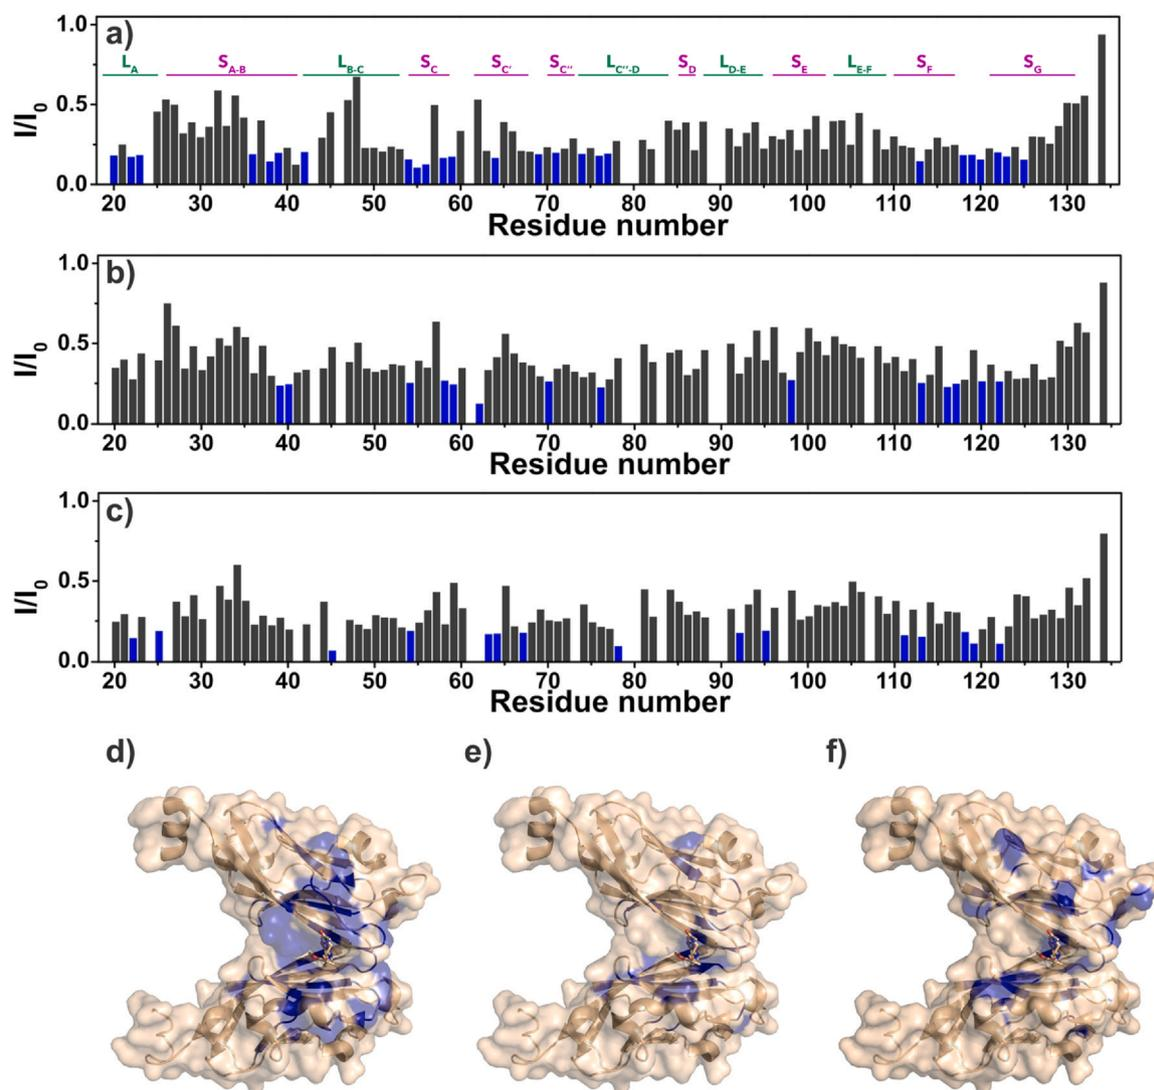 a)
L_A S_A-B L_B-C S_C S_C' S_C'' L_C''-D S_D L_D-E S_E L_E-F S_F S_G
1.0
0.5
0.0
I/I_0
20 30 40 50 60 70 80 90 100 110 120 130
Residue number
b)
1.0
0.5
0.0
I/I_0
20 30 40 50 60 70 80 90 100 110 120 130
Residue number
c)
1.0
0.5
0.0
I/I_0
20 30 40 50 60 70 80 90 100 110 120 130
Residue number
d) e) f)